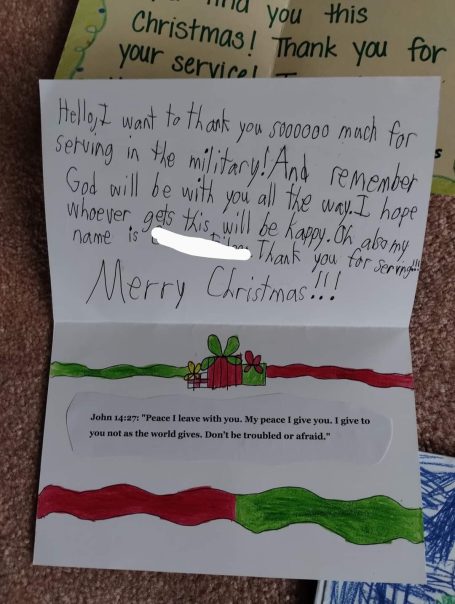 you this
Christmas! Thank you for
your service!
s
Hello, I want to thank you soooooo much for
serving in the military! And remember
God will be with you all the way. I hope
whoever gets this will be happy. Oh also my
name is Thank you for serving!!!
Merry Christmas!!!
John 14:27: "Peace I leave with you. My peace I give you. I give to
you not as the world gives. Don't be troubled or afraid."